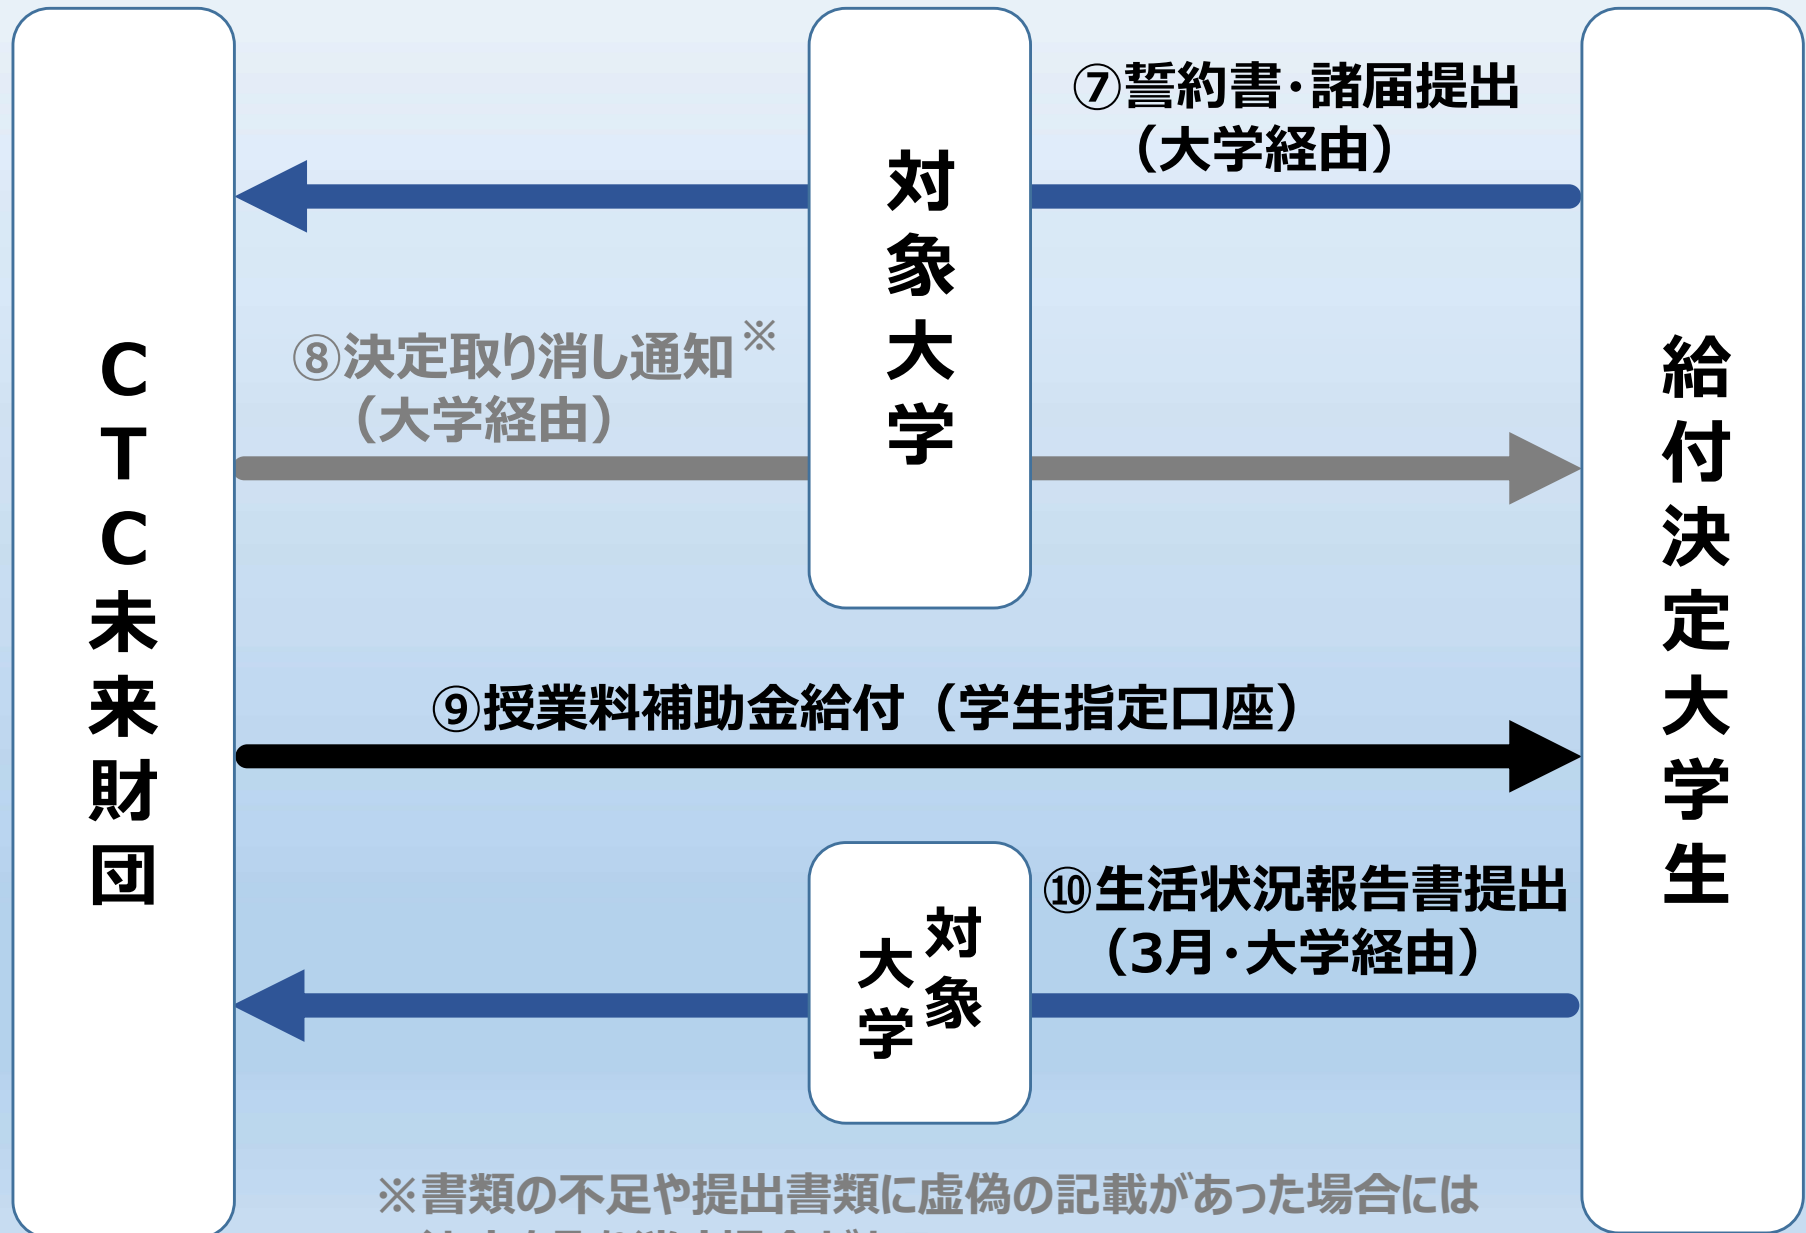 CTC未来財団
対象大学
給付決定大学生
⑦誓約書・諸届提出
（大学経由）
⑧決定取り消し通知※
（大学経由）
⑨授業料補助金給付（学生指定口座）
対象
大学
⑩生活状況報告書提出
（3月・大学経由）
※書類の不足や提出書類に虚偽の記載があった場合には